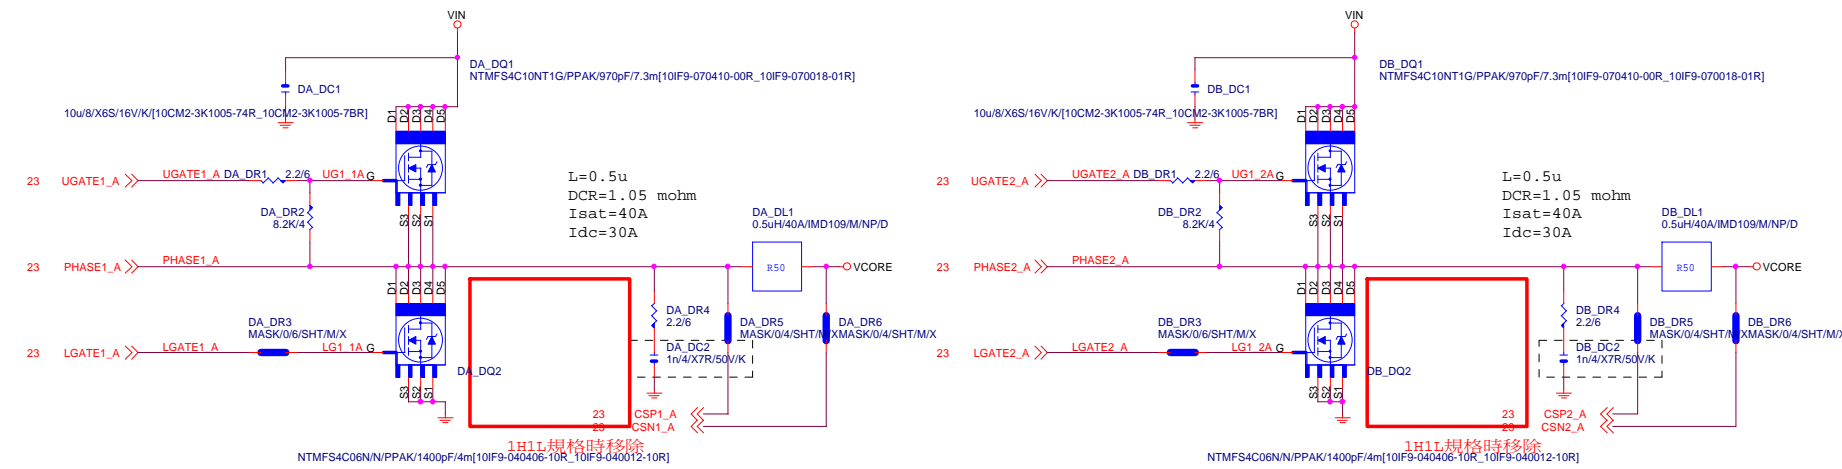 VIN
DA_DQ1
NTMFS4C10NT1G/PPAK/970pF/7.3m[10IF9-070410-00R_10IF9-070018-01R]
DA_DC1
10u/8/X6S/16V/K/[10CM2-3K1005-74R_10CM2-3K1005-7BR]
D1
D2
D3
D4
D5
23
UGATE1_A
UGATE1_A
DA_DR1
2.2/6
UG1_1A
G
DA_DR2
8.2K/4
S3
S2
S1
L=0.5u
DCR=1.05 mohm
Isat=40A
Idc=30A
DA_DL1
0.5uH/40A/IMD109/M/NP/D
23
PHASE1_A
PHASE1_A
R50
VCORE
D1
D2
D3
D4
D5
DA_DR4
2.2/6
DA_DR3
MASK/0/6/SHT/M/X
DA_DR5
MASK/0/4/SHT/M/X
DA_DR6
MASK/0/4/SHT/M/X
23
LGATE1_A
LGATE1_A
LG1_1A
G
DA_DC2
1n/4/X7R/50V/K
DA_DQ2
S3
S2
S1
23
CSP1_A
23
CSN1_A
1H1L規格時移除
NTMFS4C06N/N/PPAK/1400pF/4m[10IF9-040406-10R_10IF9-040012-10R]
VIN
DB_DQ1
NTMFS4C10NT1G/PPAK/970pF/7.3m[10IF9-070410-00R_10IF9-070018-01R]
DB_DC1
10u/8/X6S/16V/K/[10CM2-3K1005-74R_10CM2-3K1005-7BR]
D1
D2
D3
D4
D5
23
UGATE2_A
UGATE2_A
DB_DR1
2.2/6
UG1_2A
G
DB_DR2
8.2K/4
S3
S2
S1
L=0.5u
DCR=1.05 mohm
Isat=40A
Idc=30A
DB_DL1
0.5uH/40A/IMD109/M/NP/D
23
PHASE2_A
PHASE2_A
R50
VCORE
D1
D2
D3
D4
D5
DB_DR4
2.2/6
DB_DR3
MASK/0/6/SHT/M/X
DB_DR5
MASK/0/4/SHT/M/X
DB_DR6
MASK/0/4/SHT/M/X
23
LGATE2_A
LGATE2_A
LG1_2A
G
DB_DC2
1n/4/X7R/50V/K
DB_DQ2
S3
S2
S1
23
CSP2_A
23
CSN2_A
1H1L規格時移除
NTMFS4C06N/N/PPAK/1400pF/4m[10IF9-040406-10R_10IF9-040012-10R]